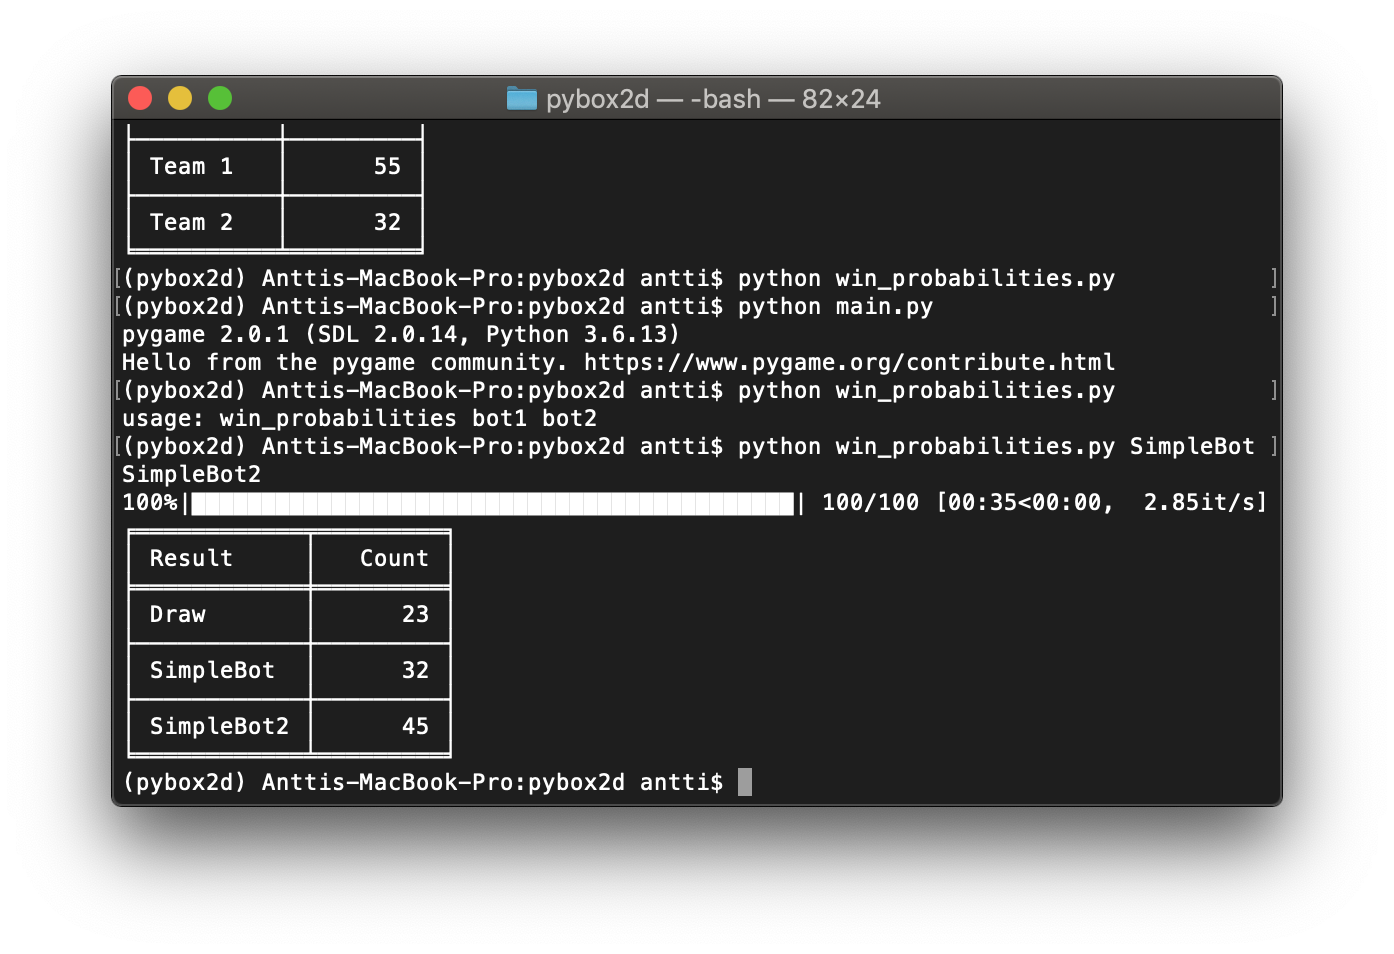 pybox2d — -bash — 82×24
Team 1 55
Team 2 32
[(pybox2d) Anttis-MacBook-Pro:pybox2d antti$ python win_probabilities.py ]
[(pybox2d) Anttis-MacBook-Pro:pybox2d antti$ python main.py ]
pygame 2.0.1 (SDL 2.0.14, Python 3.6.13)
Hello from the pygame community. https://www.pygame.org/contribute.html
[(pybox2d) Anttis-MacBook-Pro:pybox2d antti$ python win_probabilities.py ]
usage: win_probabilities bot1 bot2
[(pybox2d) Anttis-MacBook-Pro:pybox2d antti$ python win_probabilities.py SimpleBot ]
SimpleBot2
100%|██████████████████████████████████████████| 100/100 [00:35<00:00,  2.85it/s]
Result Count
Draw 23
SimpleBot 32
SimpleBot2 45
(pybox2d) Anttis-MacBook-Pro:pybox2d antti$